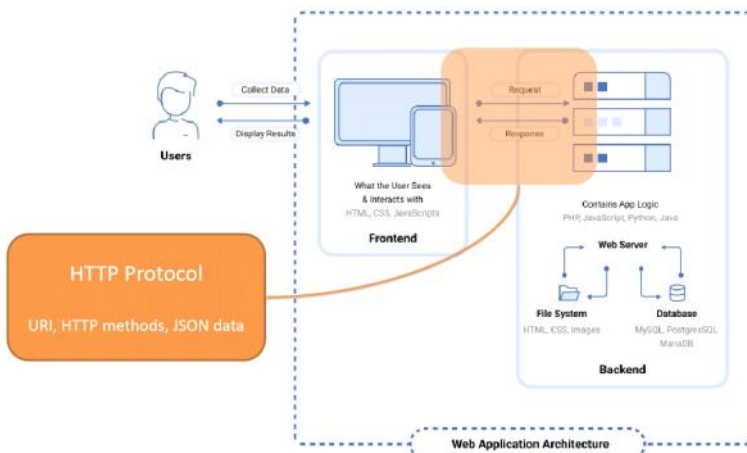 Collect Data
Display Results
Users
Request
Response
What the User Sees
& Interacts with
HTML, CSS, JavaScripts
Frontend
Contains App Logic
PHP, JavaScript, Python, Java
Web Server
File System
HTML, CSS, Images
Database
MySQL, PostgreSQL
MariaDB
Backend
HTTP Protocol
URI, HTTP methods, JSON data
Web Application Architecture